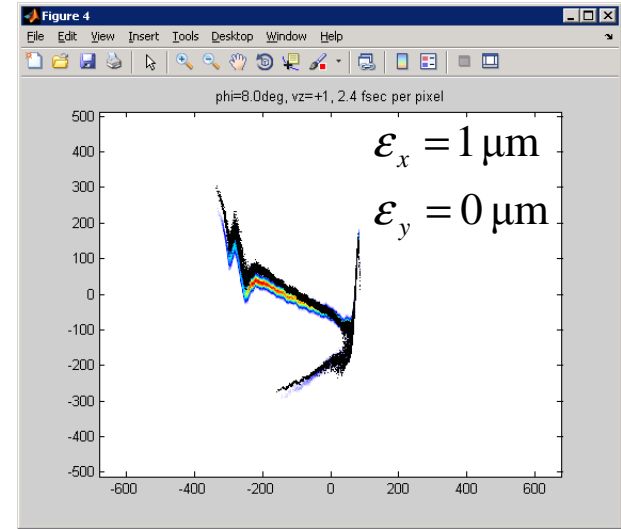 Figure 4
File Edit View Insert Tools Desktop Window Help
phi=8.0deg, vz=+1, 2.4 fsec per pixel
ε_x = 1 μm
ε_y = 0 μm
500
400
300
200
100
0
-100
-200
-300
-400
-500
-600 -400 -200 0 200 400 600